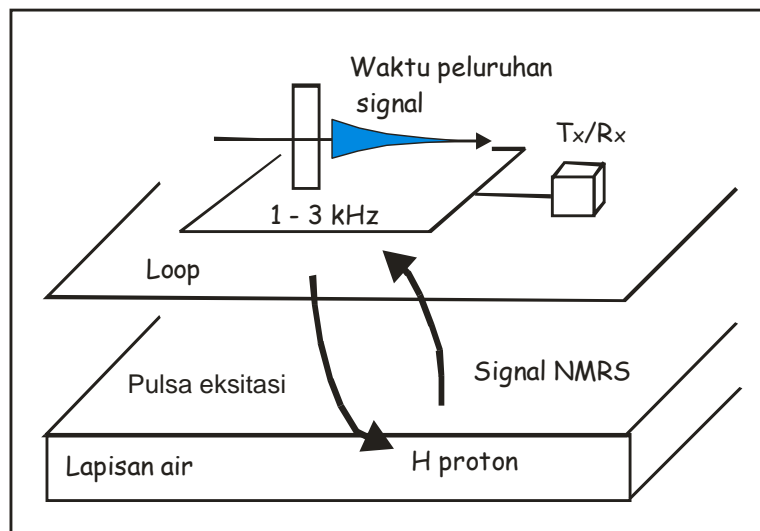 Waktu peluruhan
signal
Tx/Rx
1 - 3 kHz
Loop
Pulsa eksitasi
Signal NMRS
Lapisan air
H proton